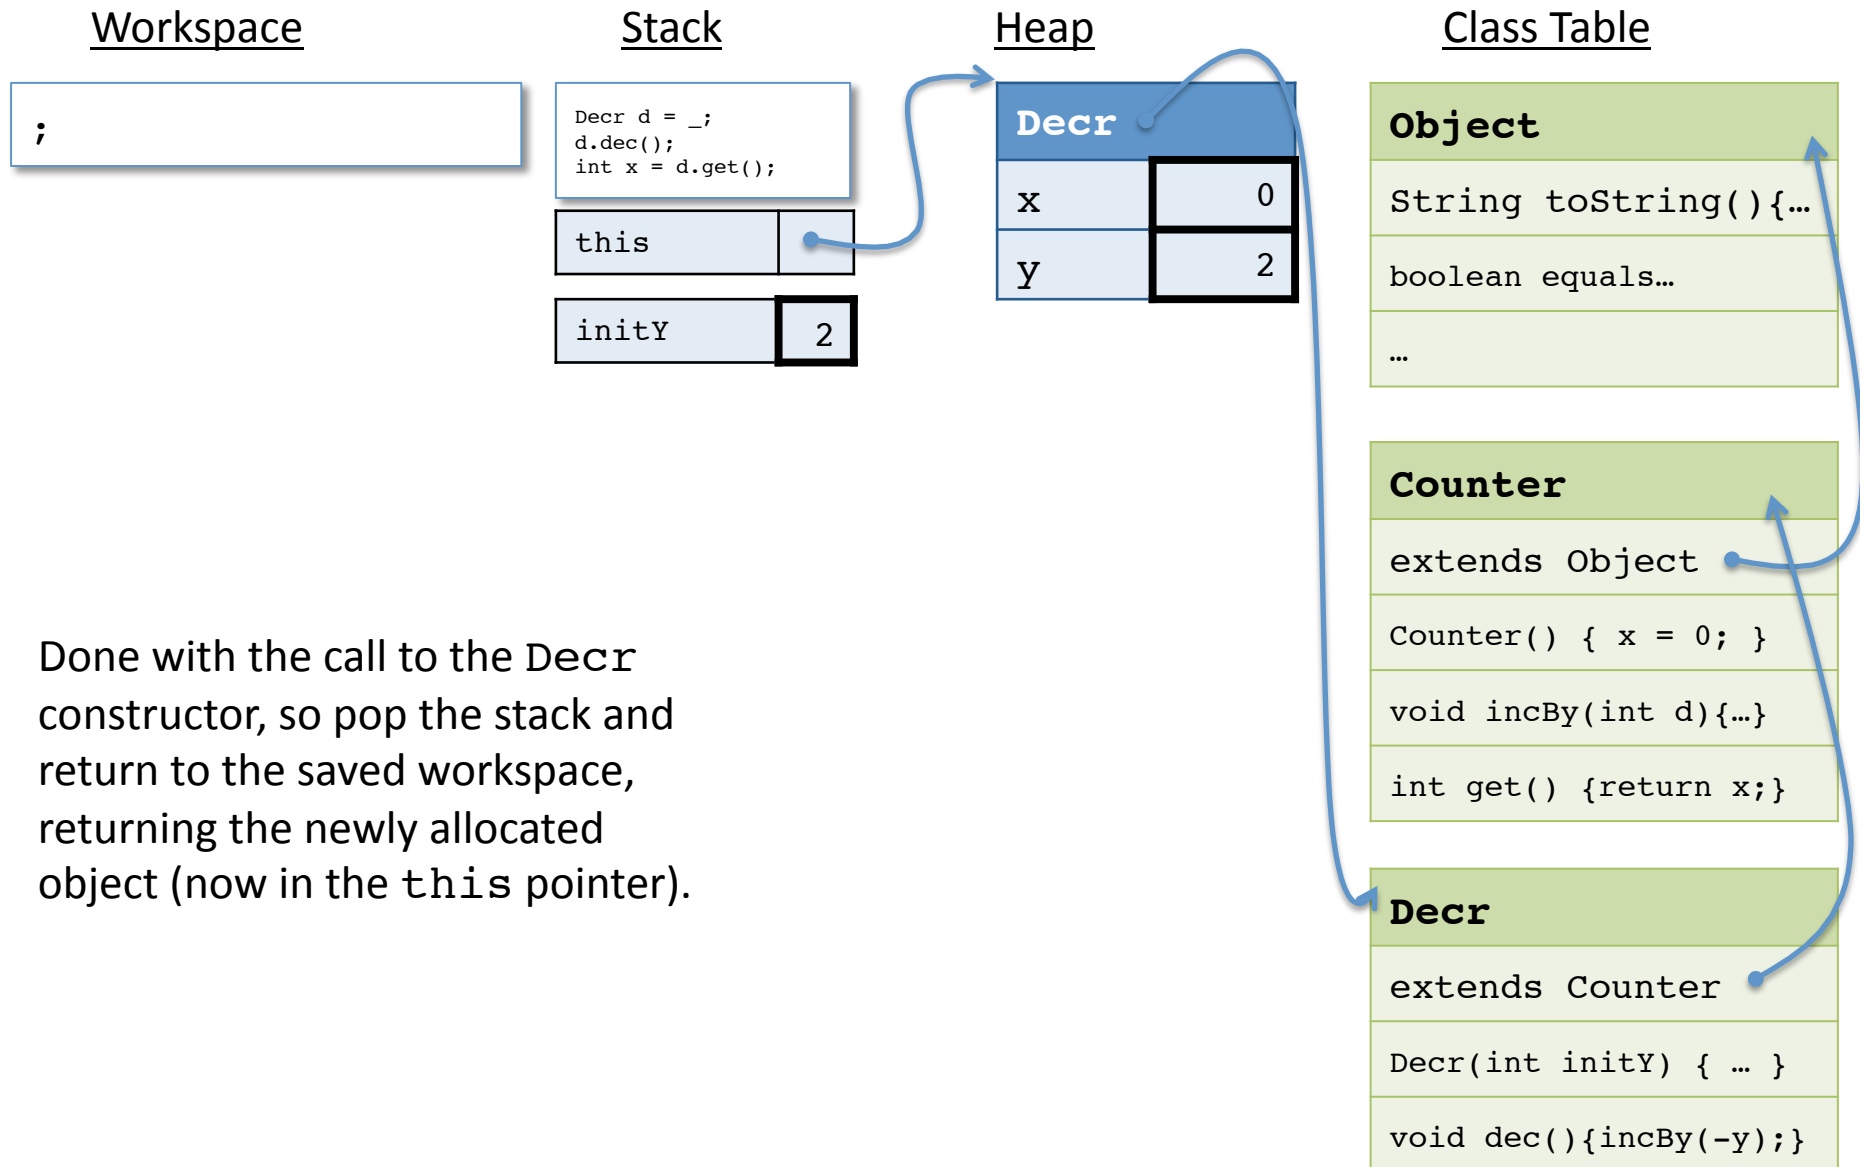 Workspace
Stack
Heap
Class Table
;
Decr d = _;
d.dec();
int x = d.get();
this
initY 2
Decr
x 0
y 2
Object
String toString(){…
boolean equals…
…
Counter
extends Object
Counter() { x = 0; }
void incBy(int d){…}
int get() {return x;}
Decr
extends Counter
Decr(int initY) { … }
void dec(){incBy(-y);}
Done with the call to the Decr
constructor, so pop the stack and
return to the saved workspace,
returning the newly allocated
object (now in the this pointer).